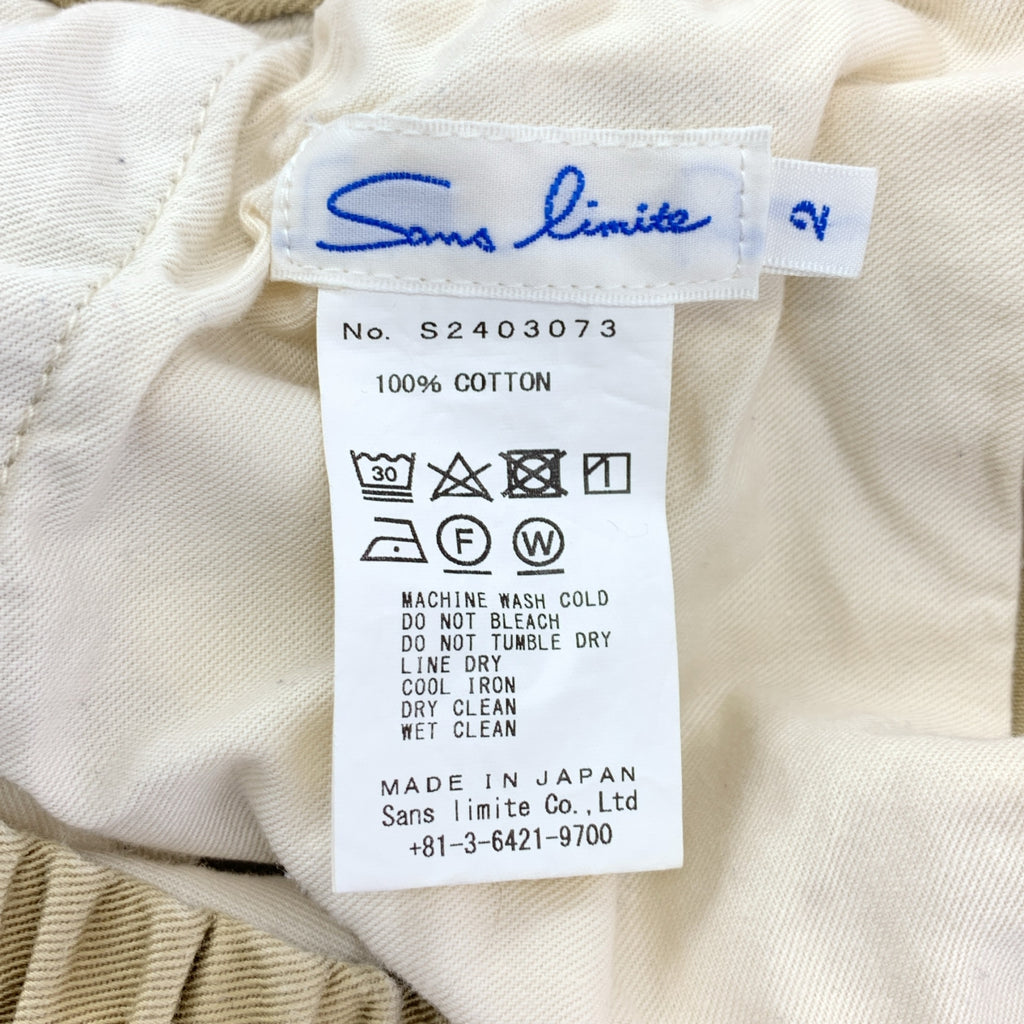 Sans limite
2
No. S2403073
100% COTTON
30
F W
MACHINE WASH COLD
DO NOT BLEACH
DO NOT TUMBLE DRY
LINE DRY
COOL IRON
DRY CLEAN
WET CLEAN
MADE IN JAPAN
Sans limite Co.,Ltd
+81-3-6421-9700